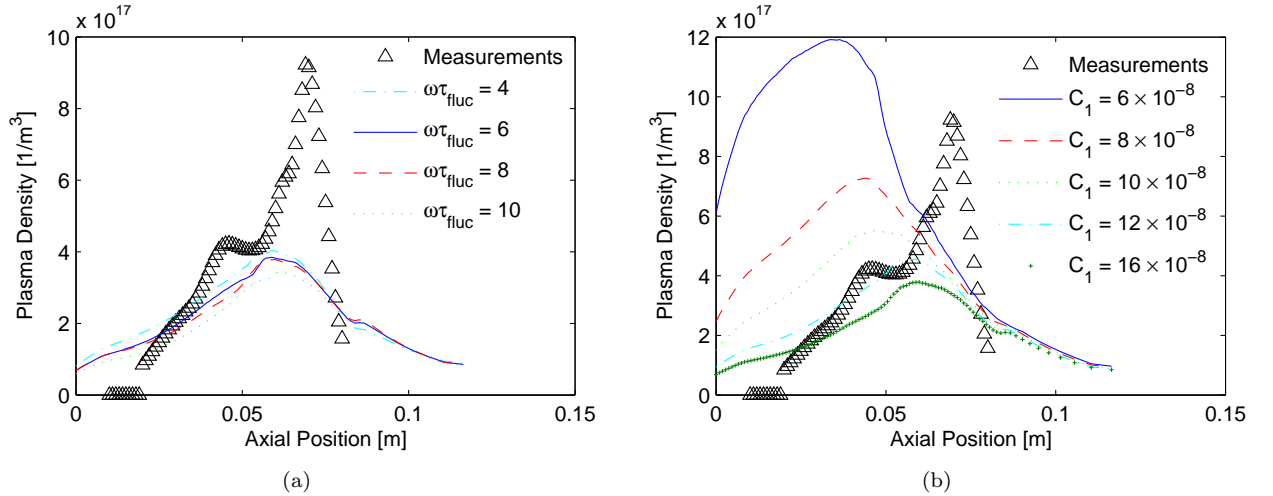 x 10^17
10
8
6
4
2
0
0
0.05
0.1
0.15
Plasma Density [1/m^3]
Axial Position [m]
Measurements
ωτ_fluc = 4
ωτ_fluc = 6
ωτ_fluc = 8
ωτ_fluc = 10
(a)
x 10^17
12
10
8
6
4
2
0
0
0.05
0.1
0.15
Plasma Density [1/m^3]
Axial Position [m]
Measurements
C_1 = 6 × 10^-8
C_1 = 8 × 10^-8
C_1 = 10 × 10^-8
C_1 = 12 × 10^-8
C_1 = 16 × 10^-8
(b)